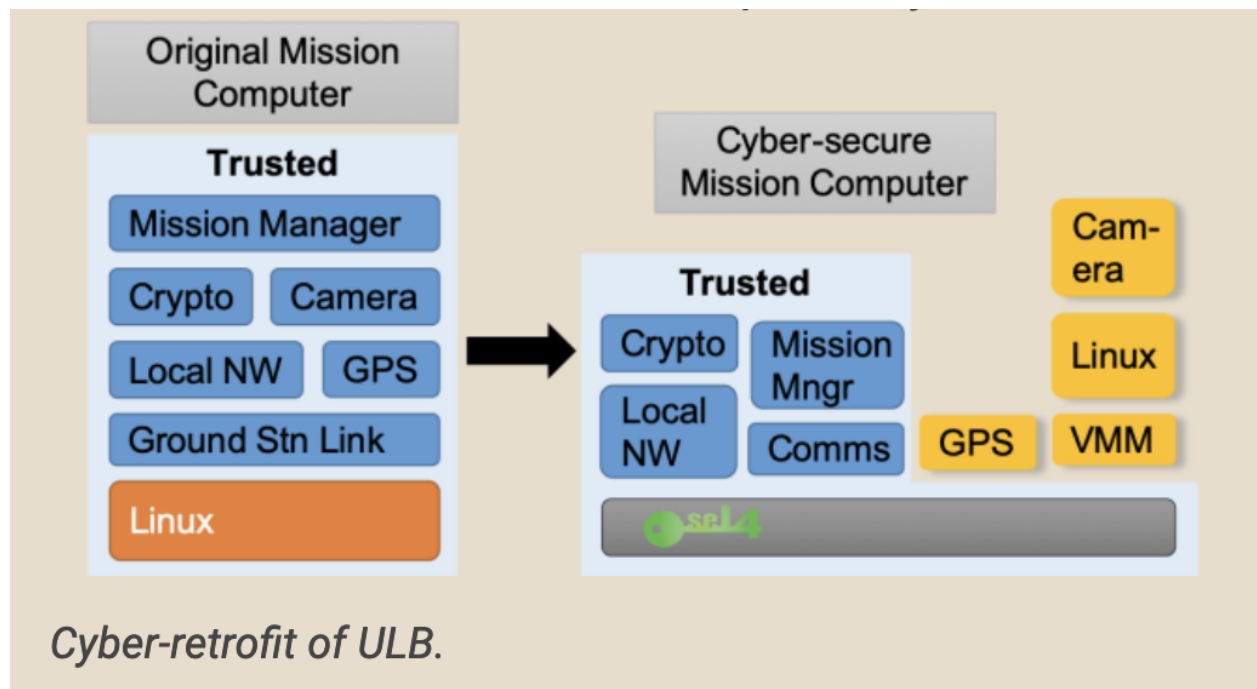 Original Mission
Computer
Trusted
Mission Manager
Crypto
Camera
Local NW
GPS
Ground Stn Link
Linux
Cyber-secure
Mission Computer
Trusted
Crypto
Mission
Mngr
Local
NW
Comms
GPS
Cam-
era
Linux
VMM
seL4
Cyber-retrofit of ULB.